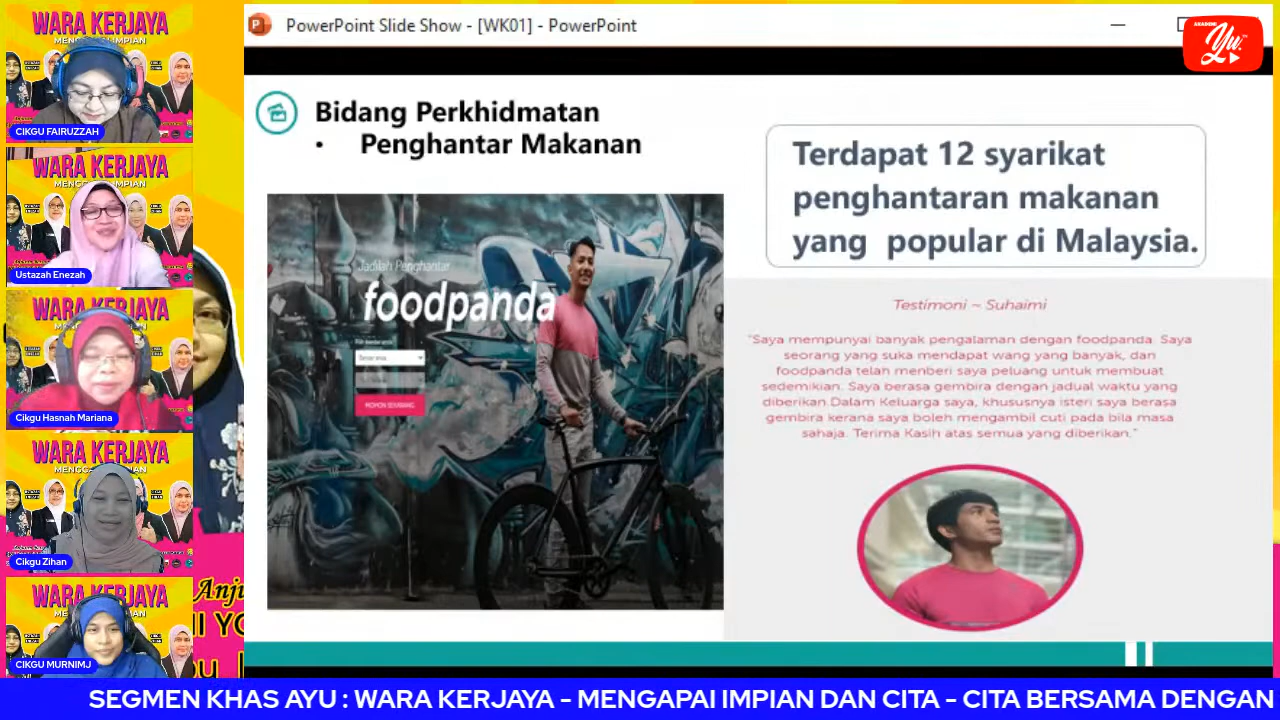 WARA KERJAYA
CIKGU FAIRUZZAH
WARA KERJAYA
Ustazah Enezah
WARA KERJAYA
Cikgu Hasnah Mariana
WARA KERJAYA
Cikgu Zihan
WARA KERJAYA
CIKGU MURNIMJ
PowerPoint Slide Show - [WK01] - PowerPoint
AKADEMI
Yu
Bidang Perkhidmatan
• Penghantar Makanan
Jadilah Penghantar
foodpanda
Terdapat 12 syarikat
penghantaran makanan
yang popular di Malaysia.
Testimoni ~ Suhaimi
"Saya mempunyai banyak pengalaman dengan foodpanda. Saya
seorang yang suka mendapat wang yang banyak, dan
foodpanda telah menberi saya peluang untuk membuat
sedemikian. Saya berasa gembira dengan jadual waktu yang
diberikan.Dalam Keluarga saya, khususnya isteri saya berasa
gembira kerana saya boleh mengambil cuti pada bila masa
sahaja. Terima Kasih atas semua yang diberikan."
Anju
SEGMEN KHAS AYU : WARA KERJAYA - MENGAPAI IMPIAN DAN CITA - CITA BERSAMA DENGAN